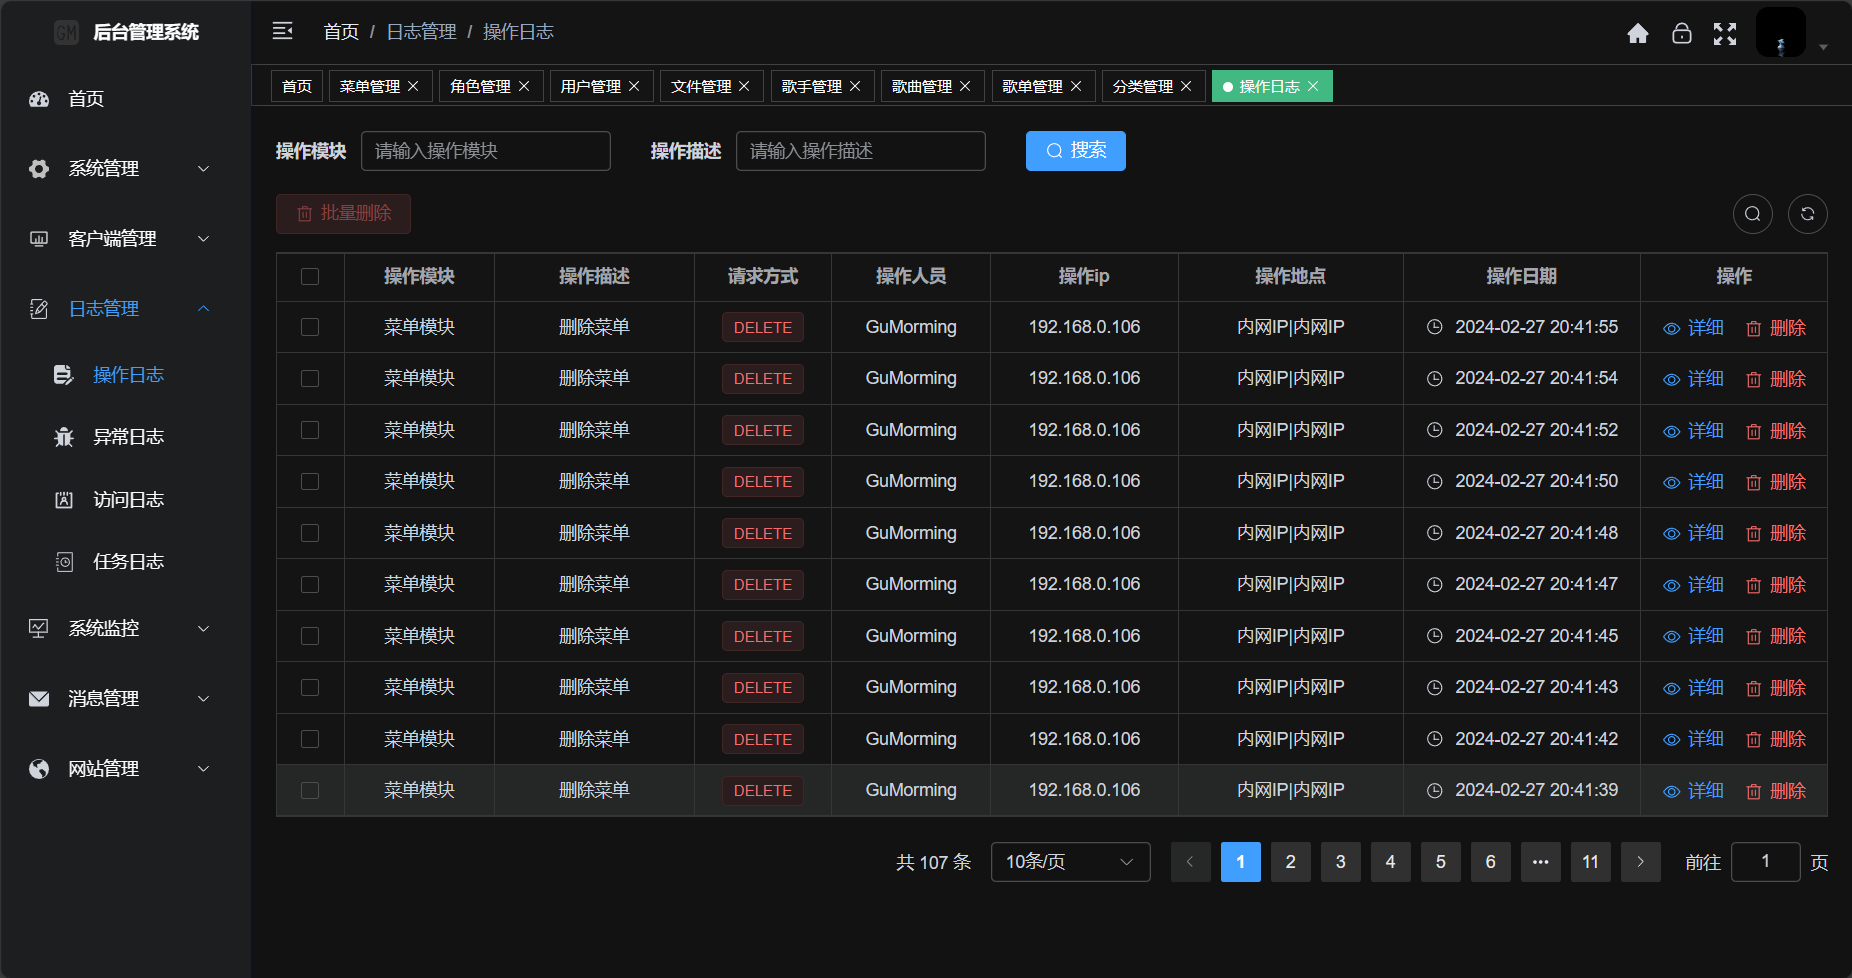 GM 后台管理系统
首页 / 日志管理 / 操作日志
首页 菜单管理 角色管理 用户管理 文件管理 歌手管理 歌曲管理 歌单管理 分类管理 操作日志
首页
系统管理
客户端管理
日志管理
操作日志
异常日志
访问日志
任务日志
系统监控
消息管理
网站管理
操作模块 请输入操作模块 操作描述 请输入操作描述 搜索
批量删除
操作模块 操作描述 请求方式 操作人员 操作ip 操作地点 操作日期 操作
菜单模块 删除菜单 DELETE GuMorming 192.168.0.106 内网IP|内网IP 2024-02-27 20:41:55 详细 删除
菜单模块 删除菜单 DELETE GuMorming 192.168.0.106 内网IP|内网IP 2024-02-27 20:41:54 详细 删除
菜单模块 删除菜单 DELETE GuMorming 192.168.0.106 内网IP|内网IP 2024-02-27 20:41:52 详细 删除
菜单模块 删除菜单 DELETE GuMorming 192.168.0.106 内网IP|内网IP 2024-02-27 20:41:50 详细 删除
菜单模块 删除菜单 DELETE GuMorming 192.168.0.106 内网IP|内网IP 2024-02-27 20:41:48 详细 删除
菜单模块 删除菜单 DELETE GuMorming 192.168.0.106 内网IP|内网IP 2024-02-27 20:41:47 详细 删除
菜单模块 删除菜单 DELETE GuMorming 192.168.0.106 内网IP|内网IP 2024-02-27 20:41:45 详细 删除
菜单模块 删除菜单 DELETE GuMorming 192.168.0.106 内网IP|内网IP 2024-02-27 20:41:43 详细 删除
菜单模块 删除菜单 DELETE GuMorming 192.168.0.106 内网IP|内网IP 2024-02-27 20:41:42 详细 删除
菜单模块 删除菜单 DELETE GuMorming 192.168.0.106 内网IP|内网IP 2024-02-27 20:41:39 详细 删除
共 107 条 10条/页 1 2 3 4 5 6 ••• 11 前往 1 页